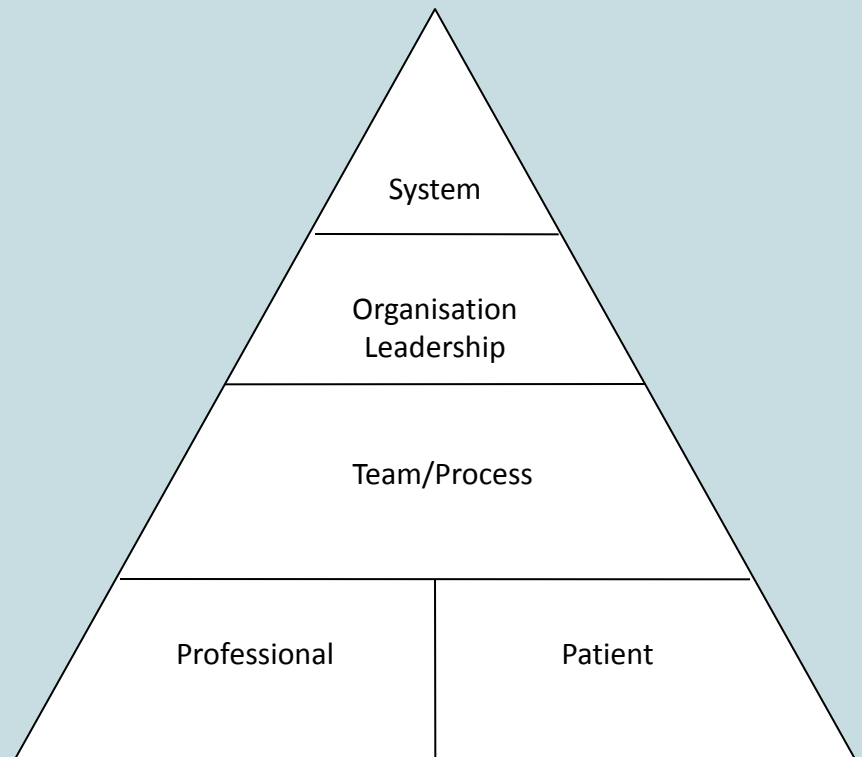 System
Organisation
Leadership
Team/Process
Professional
Patient